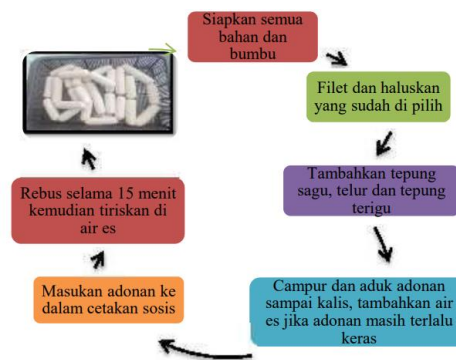 Siapkan semua
bahan dan
bumbu
Filet dan haluskan
yang sudah di pilih
Tambahkan tepung
sagu, telur dan tepung
terigu
Campur dan aduk adonan
sampai kalis, tambahkan air
es jika adonan masih terlalu
keras
Masukan adonan ke
dalam cetakan sosis
Rebus selama 15 menit
kemudian tiriskan di
air es